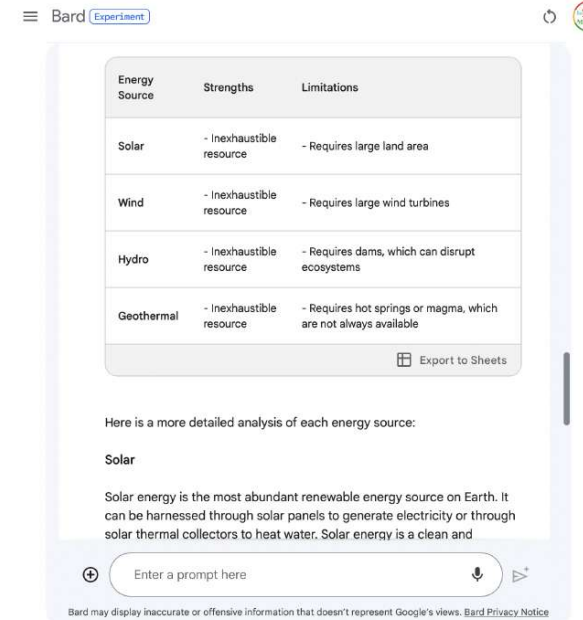 Bard Experiment
Energy Source Strengths Limitations
Solar - Inexhaustible resource - Requires large land area
Wind - Inexhaustible resource - Requires large wind turbines
Hydro - Inexhaustible resource - Requires dams, which can disrupt ecosystems
Geothermal - Inexhaustible resource - Requires hot springs or magma, which are not always available
Export to Sheets
Here is a more detailed analysis of each energy source:
Solar
Solar energy is the most abundant renewable energy source on Earth. It
can be harnessed through solar panels to generate electricity or through
solar thermal collectors to heat water. Solar energy is a clean and
Enter a prompt here
Bard may display inaccurate or offensive information that doesn't represent Google's views. Bard Privacy Notice